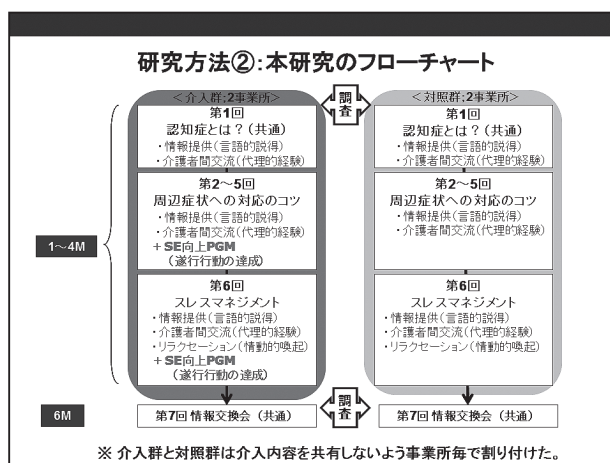 研究方法②:本研究のフローチャート
<介入群;2事業所>
第1回
認知症とは?(共通)
・情報提供(言語的説得)
・介護者間交流(代理的経験)
第2~5回
周辺症状への対応のコツ
・情報提供(言語的説得)
・介護者間交流(代理的経験)
+SE向上PGM
(遂行行動の達成)
第6回
スレスマネジメント
・情報提供(言語的説得)
・介護者間交流(代理的経験)
・リラクセーション(情動的喚起)
+SE向上PGM
(遂行行動の達成)
第7回 情報交換会(共通)
調査
調査
<対照群;2事業所>
第1回
認知症とは?(共通)
・情報提供(言語的説得)
・介護者間交流(代理的経験)
第2~5回
周辺症状への対応のコツ
・情報提供(言語的説得)
・介護者間交流(代理的経験)
第6回
スレスマネジメント
・情報提供(言語的説得)
・介護者間交流(代理的経験)
・リラクセーション(情動的喚起)
第7回 情報交換会(共通)
1~4M
6M
※ 介入群と対照群は介入内容を共有しないよう事業所毎で割り付けた。